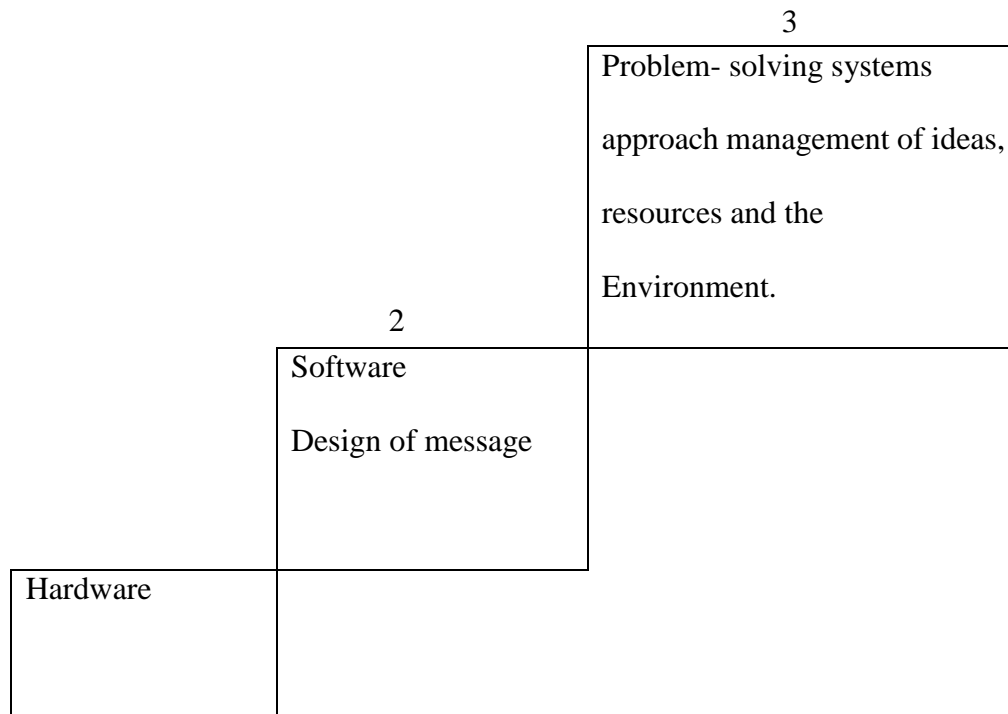 3
Problem- solving systems
approach management of ideas,
resources and the
Environment.
2
Software
Design of message
Hardware